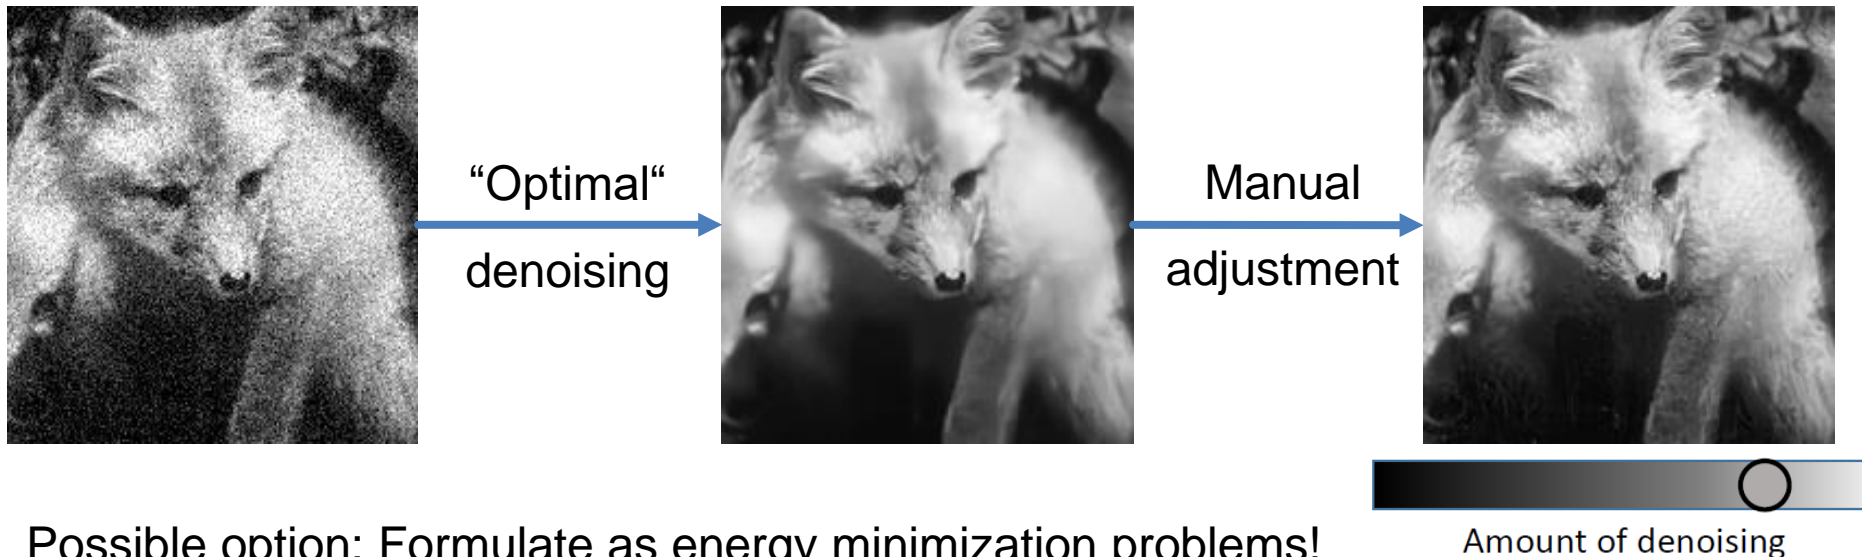 “Optimal“
denoising
Manual
adjustment
Possible option: Formulate as energy minimization problems!
Amount of denoising